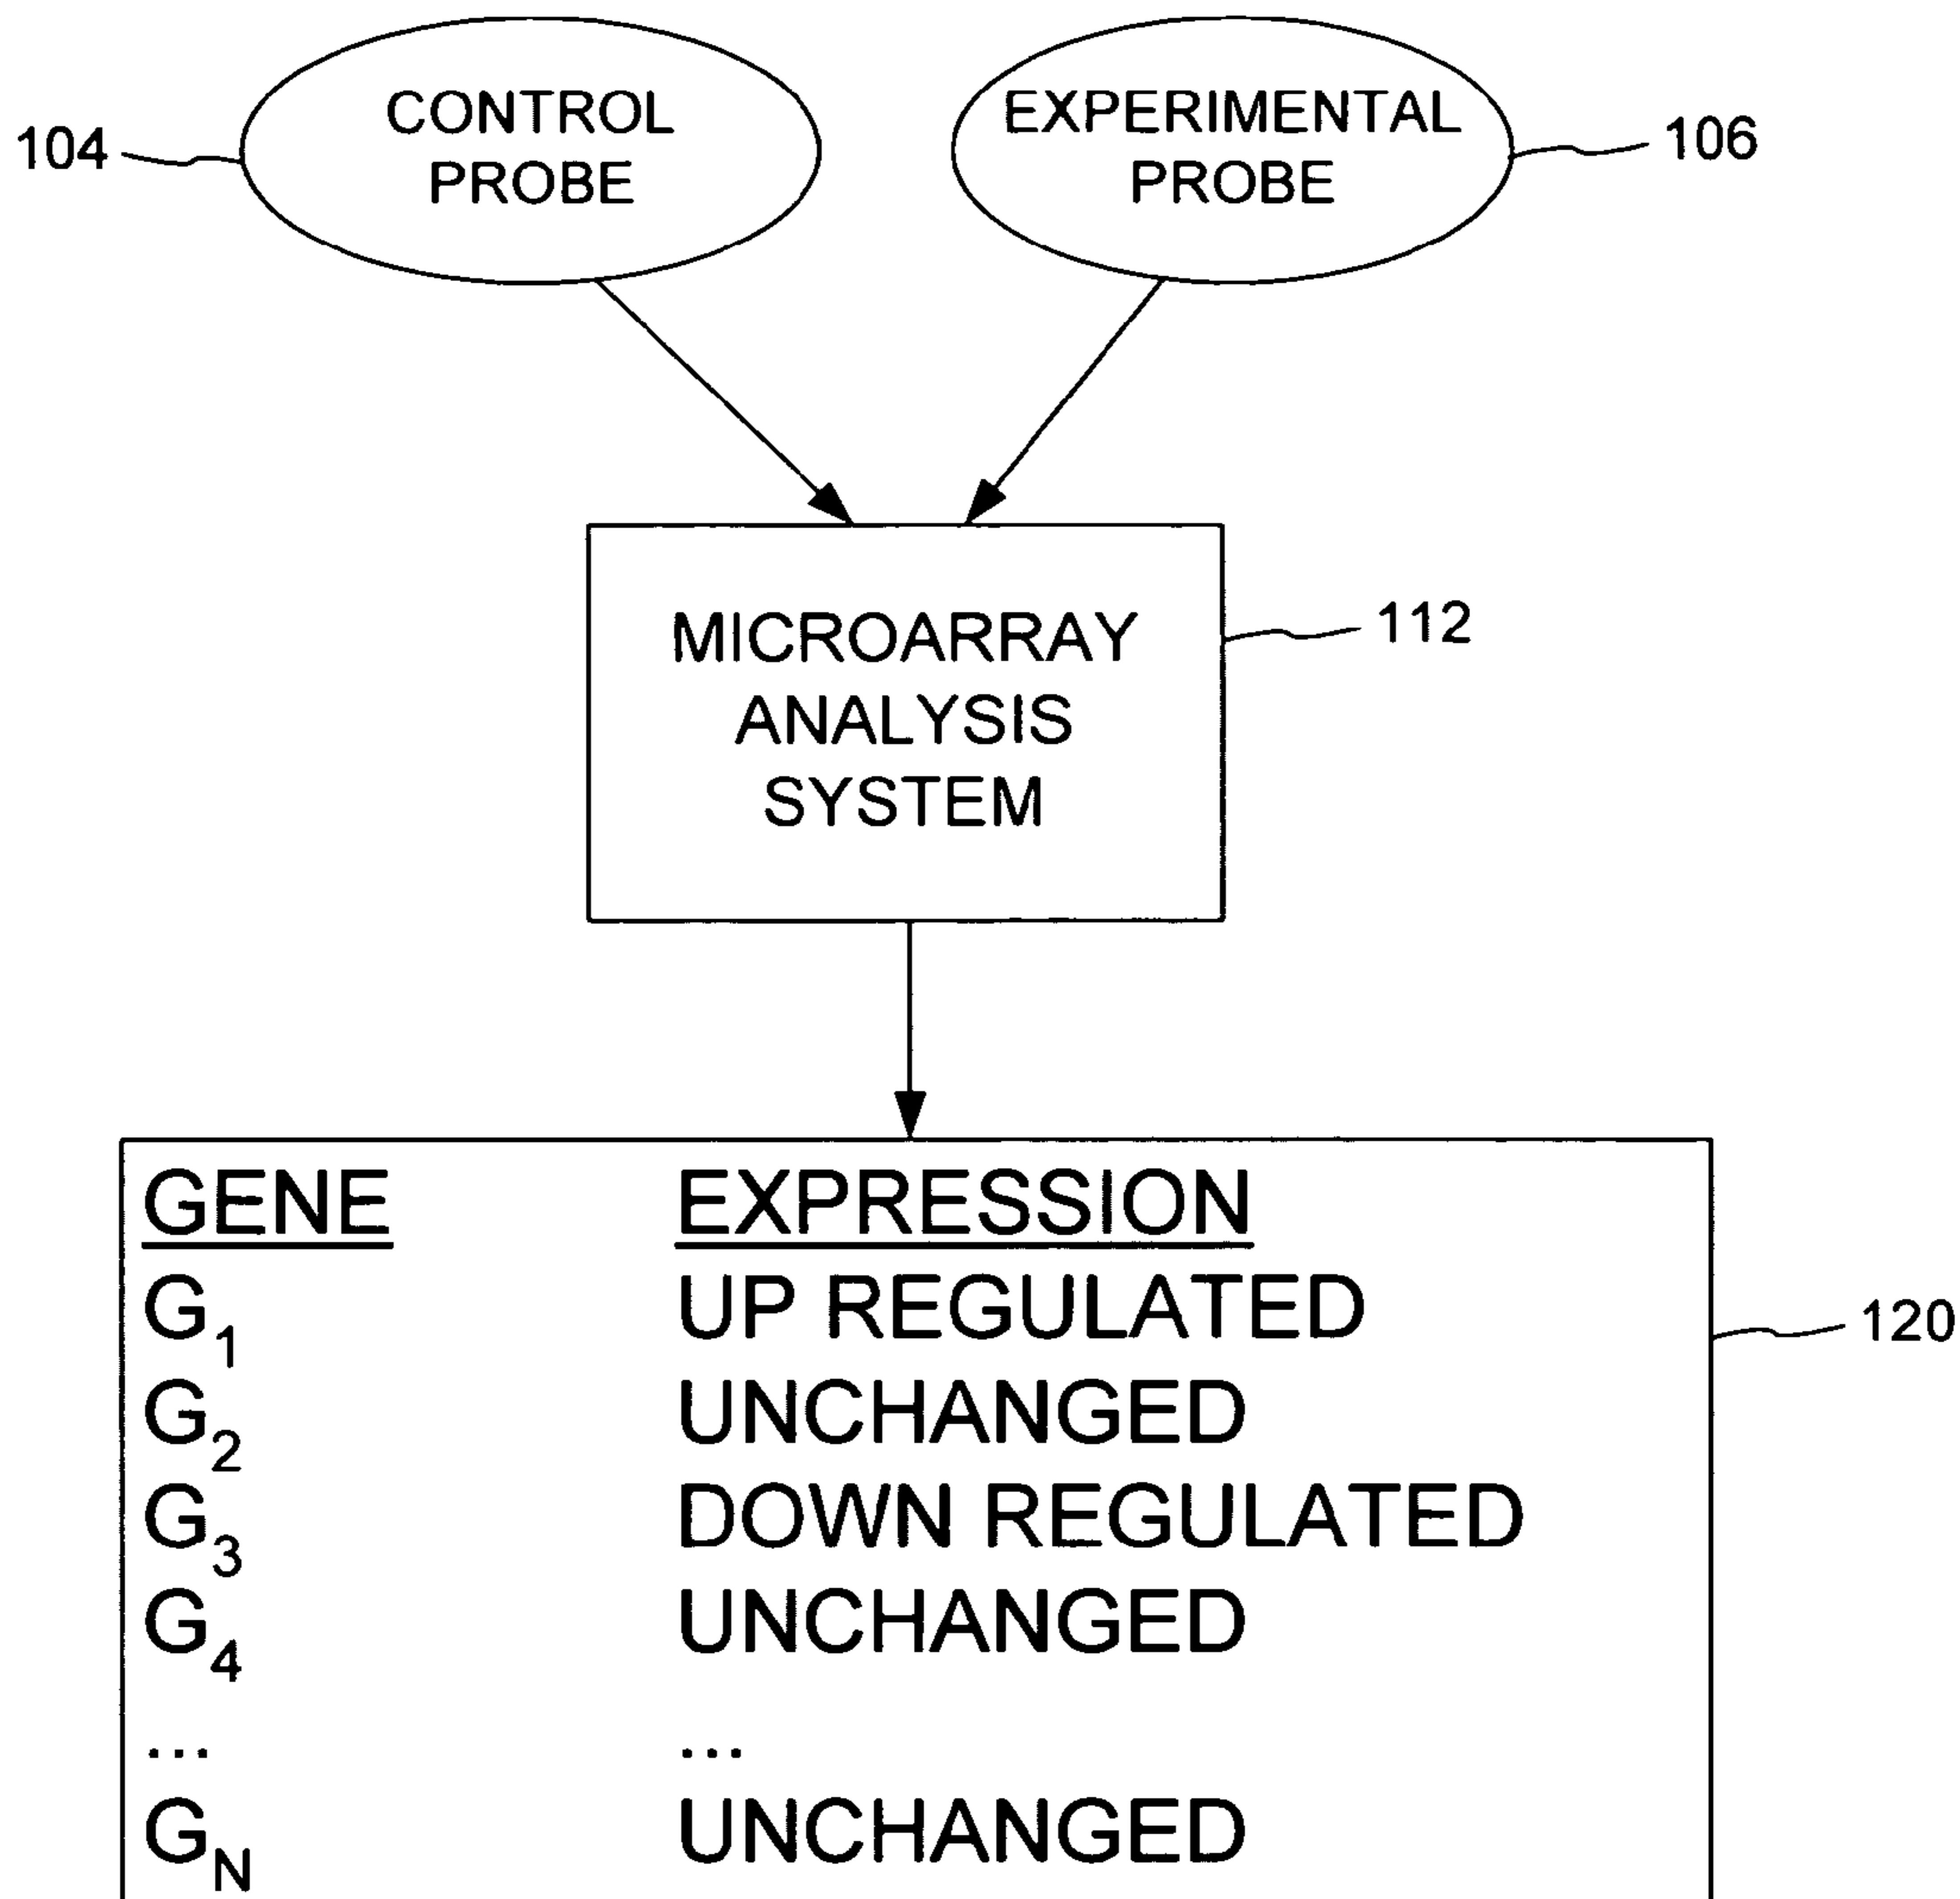 CONTROL
PROBE
EXPERIMENTAL
PROBE
104
106
MICROARRAY
ANALYSIS
SYSTEM
112
GENE EXPRESSION
G1 UP REGULATED
120
G2 UNCHANGED
G3 DOWN REGULATED
G4 UNCHANGED
... ...
GN UNCHANGED